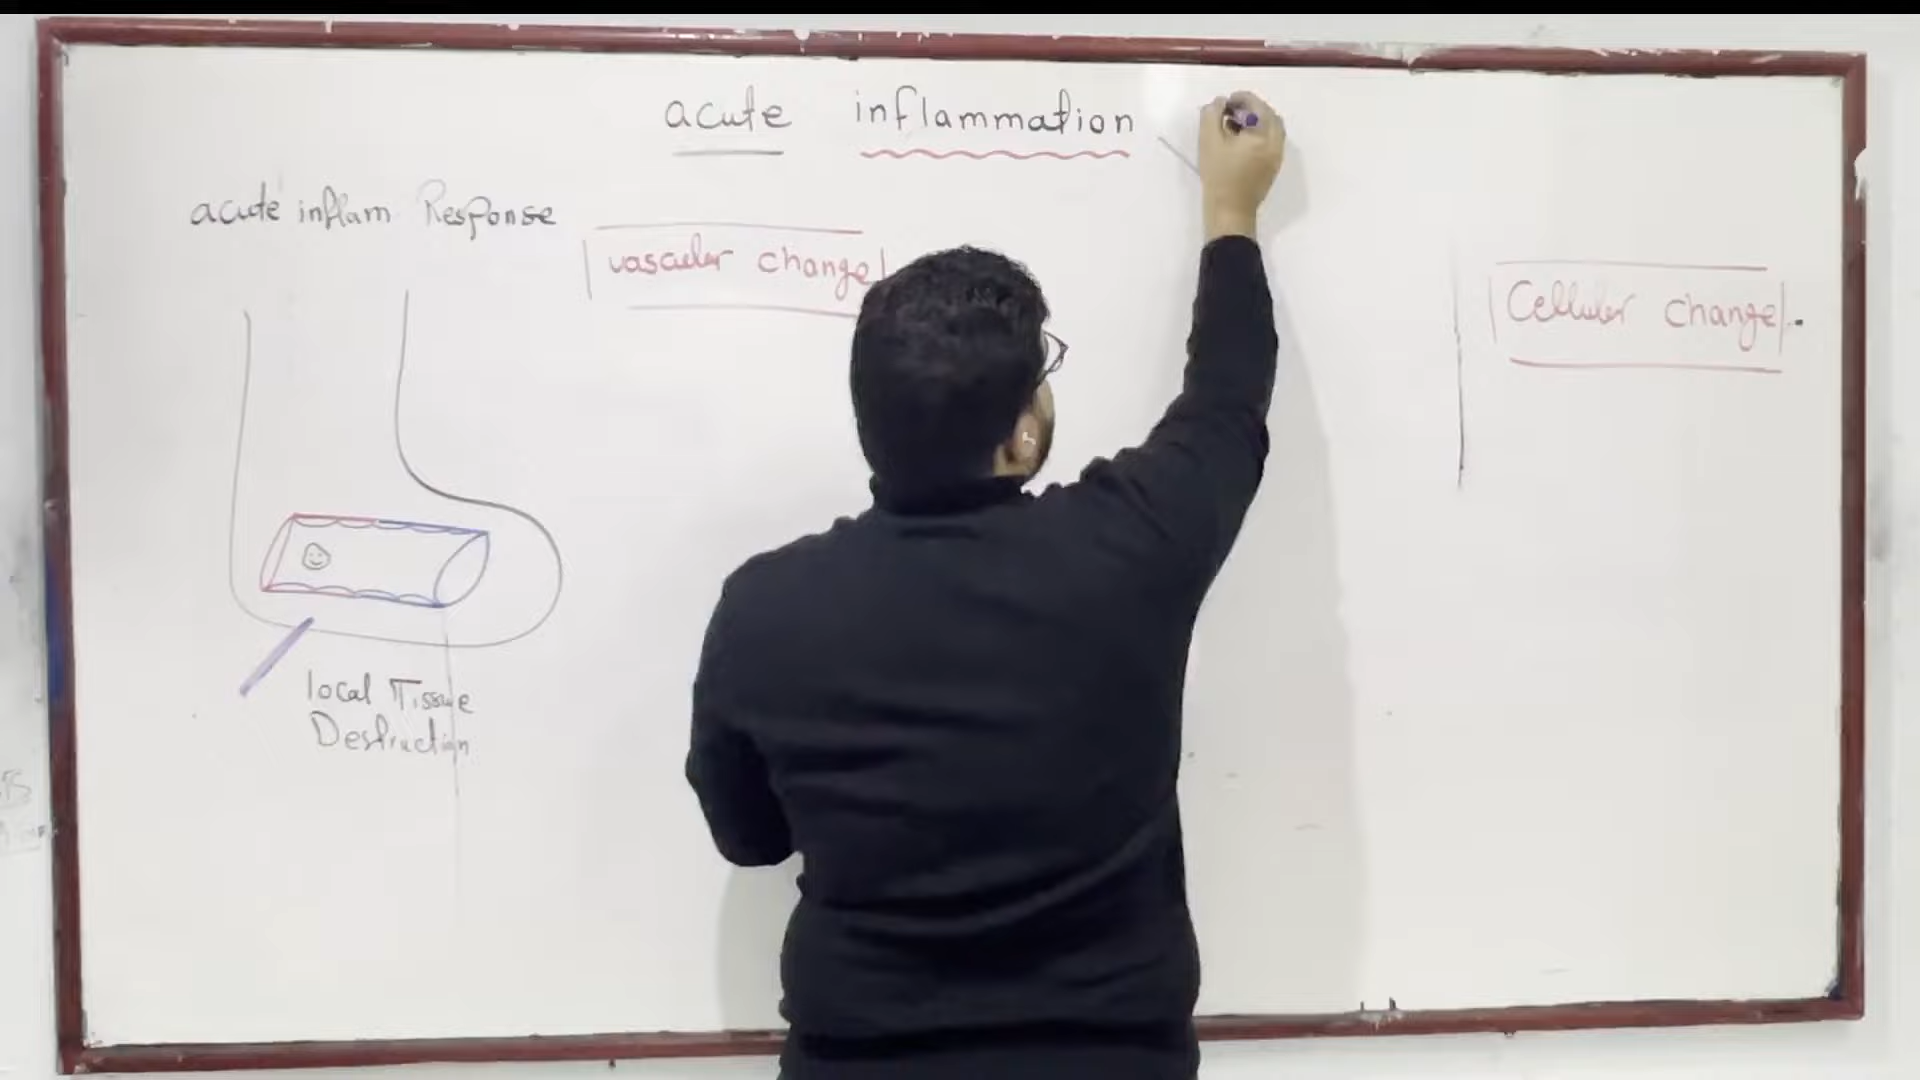 acute inflammation
acute inflam Response
vascular change
Cellular change
local Tissue
Destruction